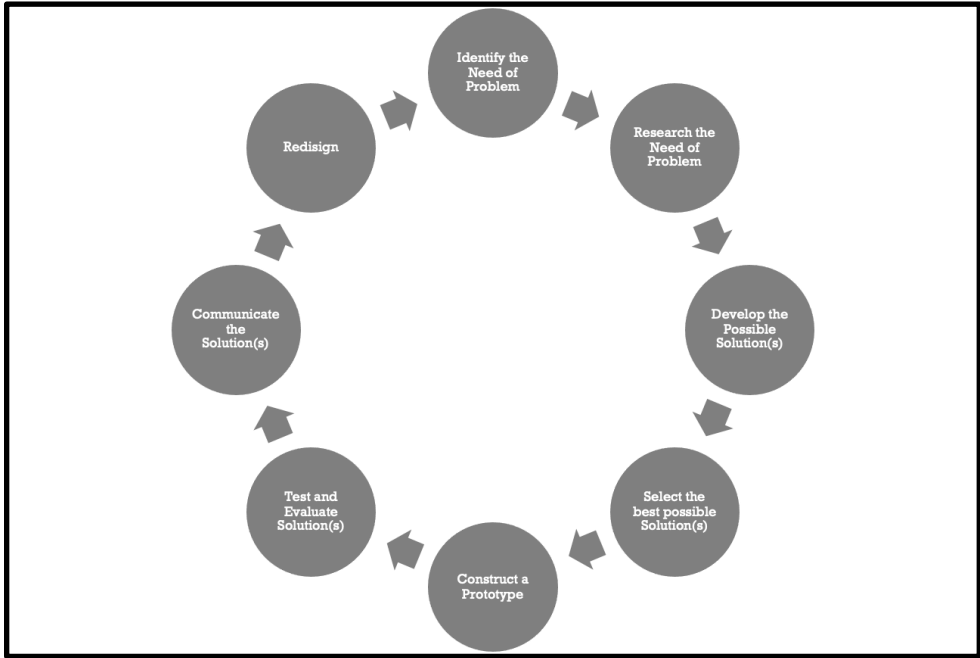 Identify the
Need of
Problem
Research the
Need of
Problem
Develop the
Possible
Solution(s)
Select the
best possible
Solution(s)
Construct a
Prototype
Test and
Evaluate
Solution(s)
Communicate
the
Solution(s)
Redisign